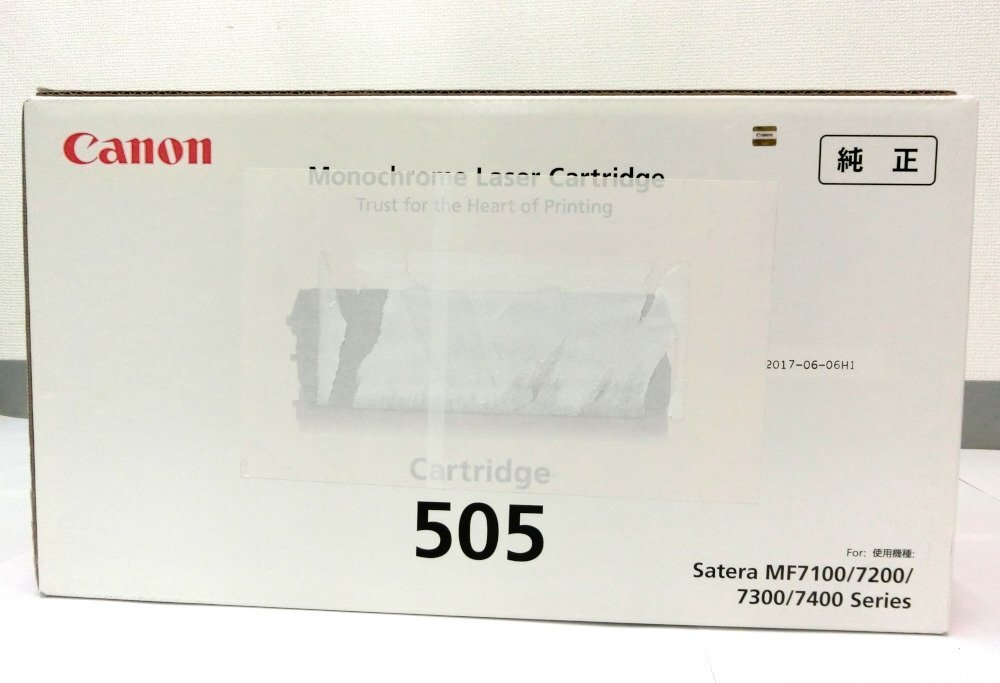 Canon
Canon
純 正
Monochrome Laser Cartridge
Trust for the Heart of Printing
2017-06-06H1
Cartridge
505
For: 使用機種:
Satera MF7100/7200/
7300/7400 Series